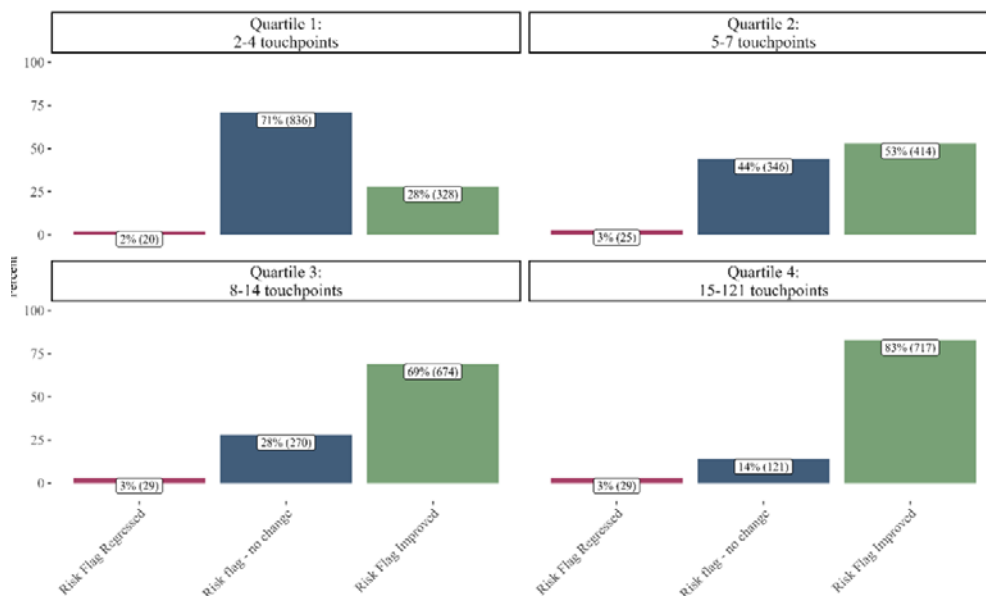 Quartile 1:
2-4 touchpoints
Quartile 2:
5-7 touchpoints
100
75
50
25
0
71% (836)
28% (328)
2% (20)
53% (414)
44% (346)
3% (25)
Percent
Quartile 3:
8-14 touchpoints
Quartile 4:
15-121 touchpoints
100
75
50
25
0
69% (674)
28% (270)
3% (29)
83% (717)
14% (121)
3% (29)
Risk Flag Regressed
Risk flag - no change
Risk Flag Improved
Risk Flag Regressed
Risk flag - no change
Risk Flag Improved